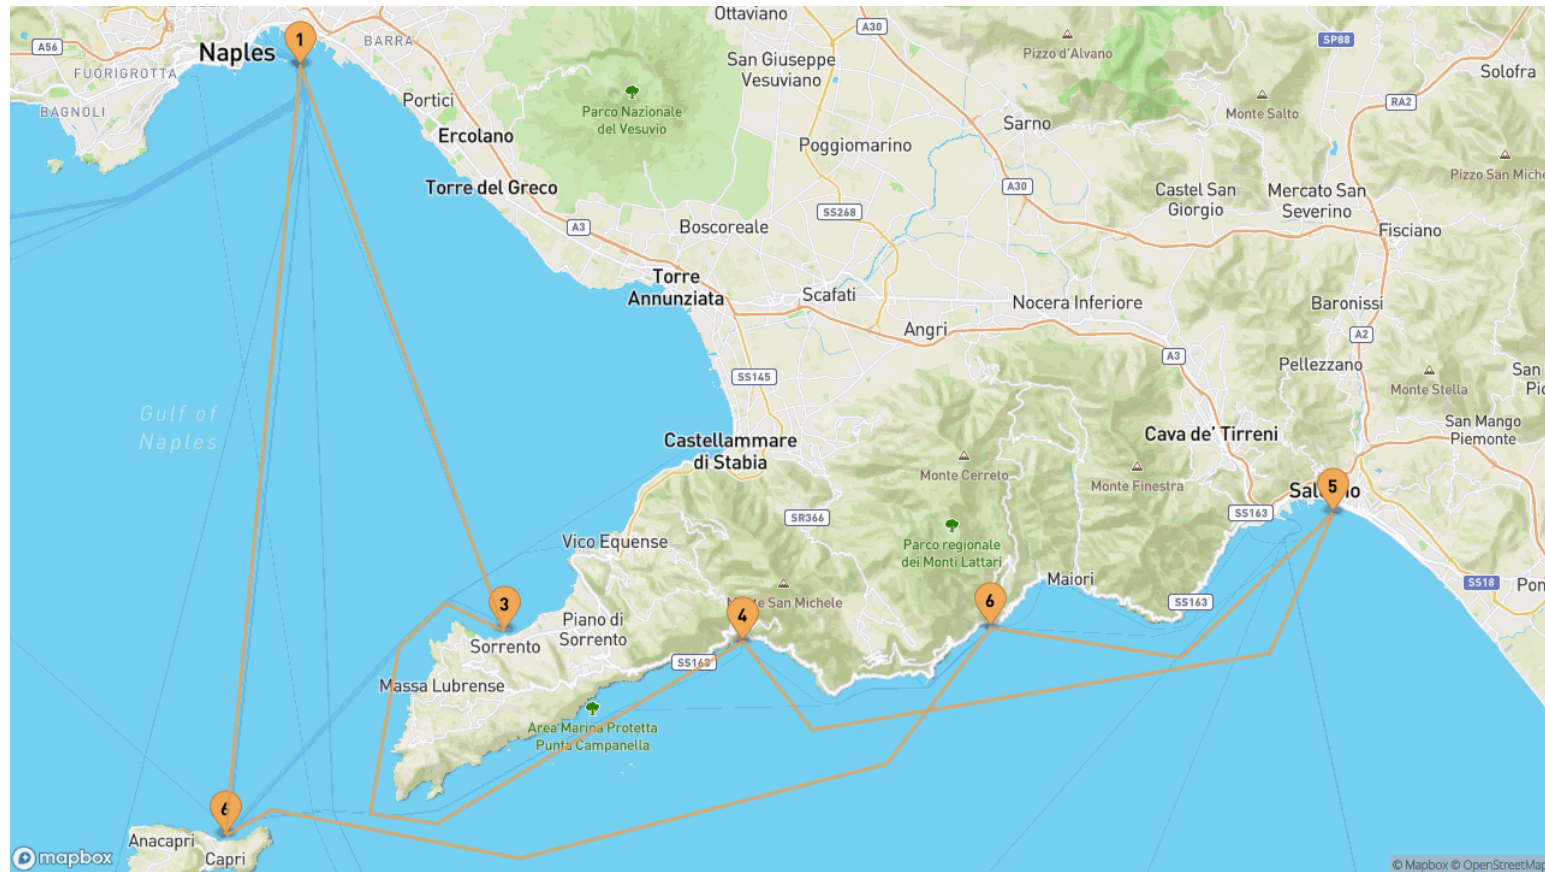 Ottaviano
A30
SP88
A56
Naples
1
BARRA
Pizzo d'Alvano
San Giuseppe
Vesuviano
Solofra
FUORIGROTTA
BAGNOLI
Portici
Parco Nazionale
del Vesuvio
Monte Salto
RA2
Sarno
Ercolano
Poggiomarino
Pizzo San Miche
Torre del Greco
A30
Castel San
Giorgio
Mercato San
Severino
SS268
A3
Boscoreale
Fisciano
Torre
Annunziata
Scafati
Nocera Inferiore
Baronissi
Angri
A2
A3
Pellezzano
SS145
Monte Stella
San
Pic
Gulf of
Naples
Castellammare
di Stabia
Cava de' Tirreni
San Mango
Piemonte
Monte Cerreto
Monte Finestra
5
SS163
SR366
Vico Equense
Parco regionale
dei Monti Lattari
Maiori
SS18
Pon
3
Piano di
Sorrento
4
6
SS163
Sorrento
SS163
Massa Lubrense
Area Marina Protetta
Punta Campanella
6
Anacapri
Capri
mapbox
© Mapbox © OpenStreetMap